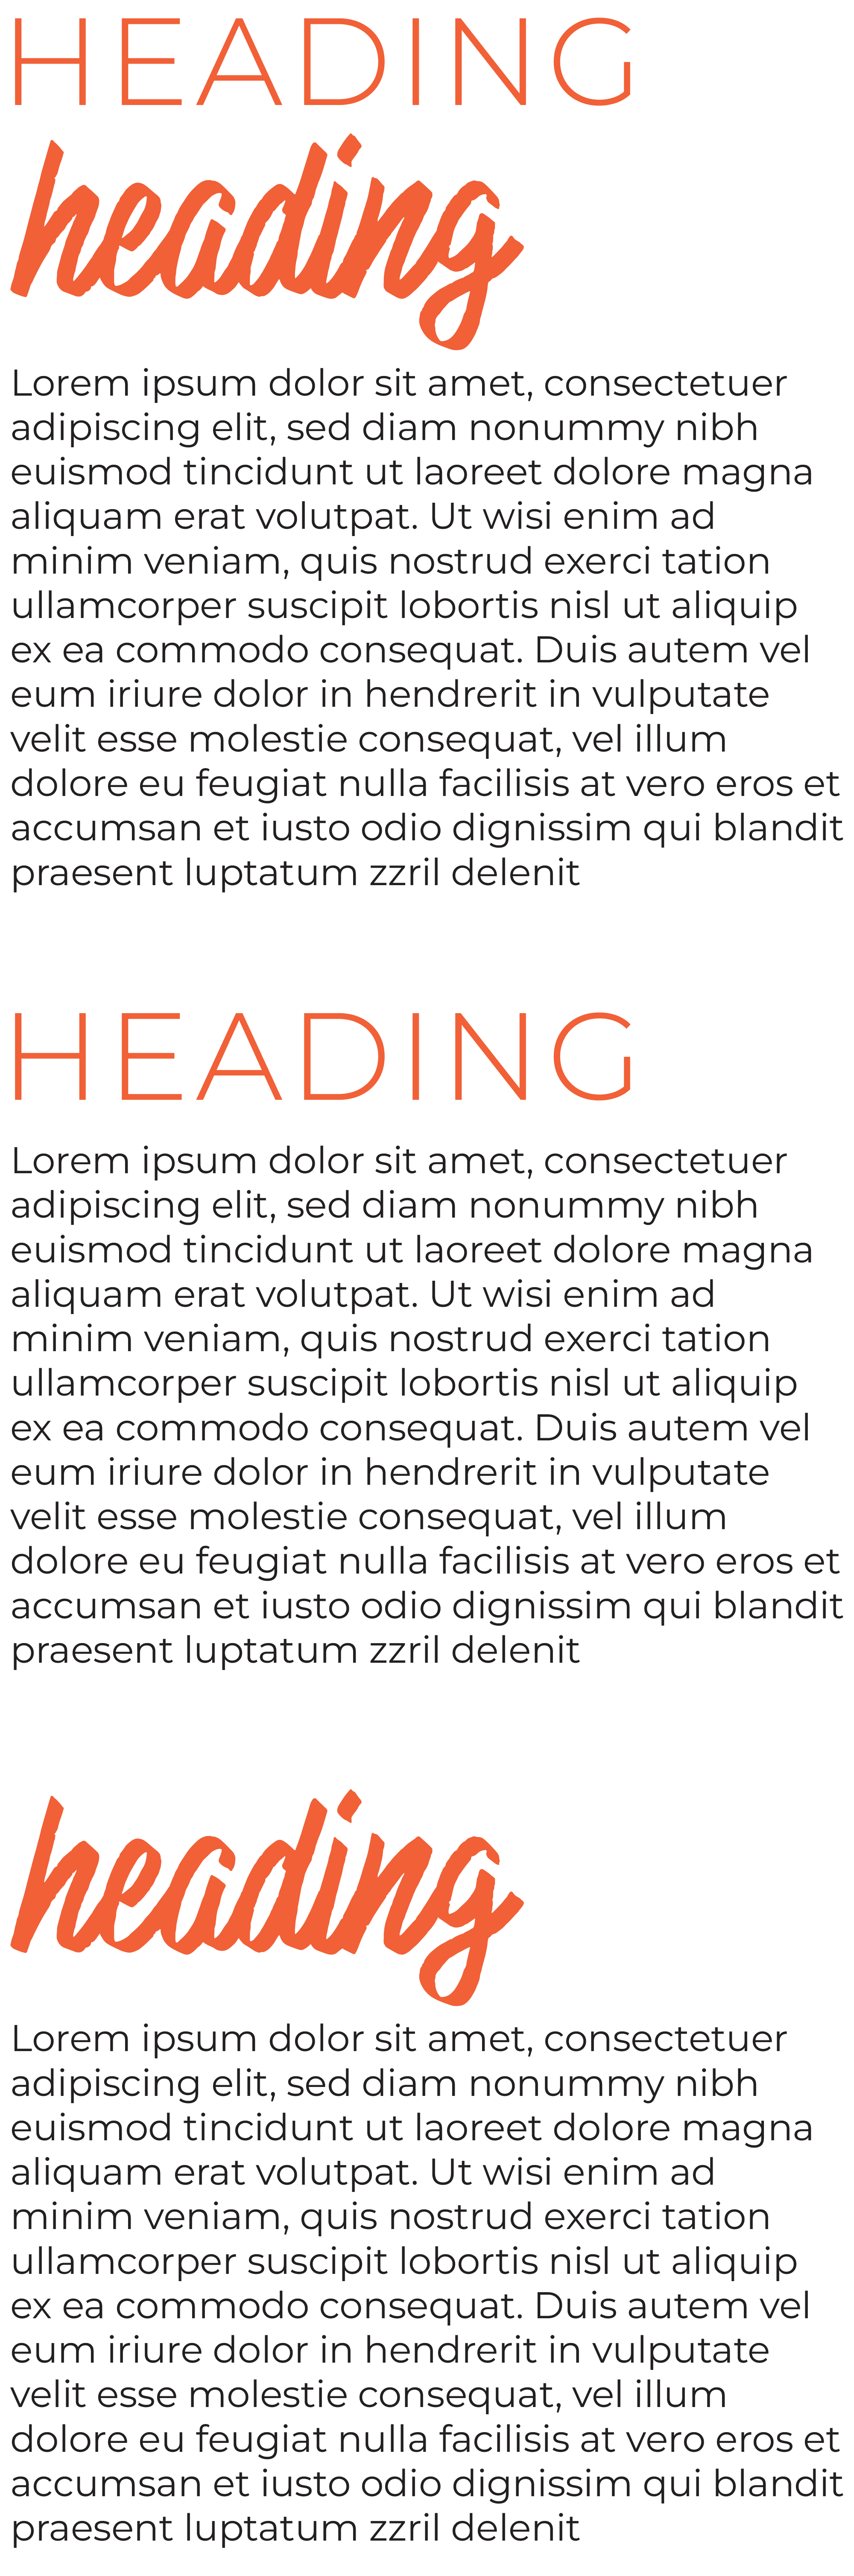 HEADING
heading
Lorem ipsum dolor sit amet, consectetuer
adipiscing elit, sed diam nonummy nibh
euismod tincidunt ut laoreet dolore magna
aliquam erat volutpat. Ut wisi enim ad
minim veniam, quis nostrud exerci tation
ullamcorper suscipit lobortis nisl ut aliquip
ex ea commodo consequat. Duis autem vel
eum iriure dolor in hendrerit in vulputate
velit esse molestie consequat, vel illum
dolore eu feugiat nulla facilisis at vero eros et
accumsan et iusto odio dignissim qui blandit
praesent luptatum zzril delenit
HEADING
Lorem ipsum dolor sit amet, consectetuer
adipiscing elit, sed diam nonummy nibh
euismod tincidunt ut laoreet dolore magna
aliquam erat volutpat. Ut wisi enim ad
minim veniam, quis nostrud exerci tation
ullamcorper suscipit lobortis nisl ut aliquip
ex ea commodo consequat. Duis autem vel
eum iriure dolor in hendrerit in vulputate
velit esse molestie consequat, vel illum
dolore eu feugiat nulla facilisis at vero eros et
accumsan et iusto odio dignissim qui blandit
praesent luptatum zzril delenit
heading
Lorem ipsum dolor sit amet, consectetuer
adipiscing elit, sed diam nonummy nibh
euismod tincidunt ut laoreet dolore magna
aliquam erat volutpat. Ut wisi enim ad
minim veniam, quis nostrud exerci tation
ullamcorper suscipit lobortis nisl ut aliquip
ex ea commodo consequat. Duis autem vel
eum iriure dolor in hendrerit in vulputate
velit esse molestie consequat, vel illum
dolore eu feugiat nulla facilisis at vero eros et
accumsan et iusto odio dignissim qui blandit
praesent luptatum zzril delenit